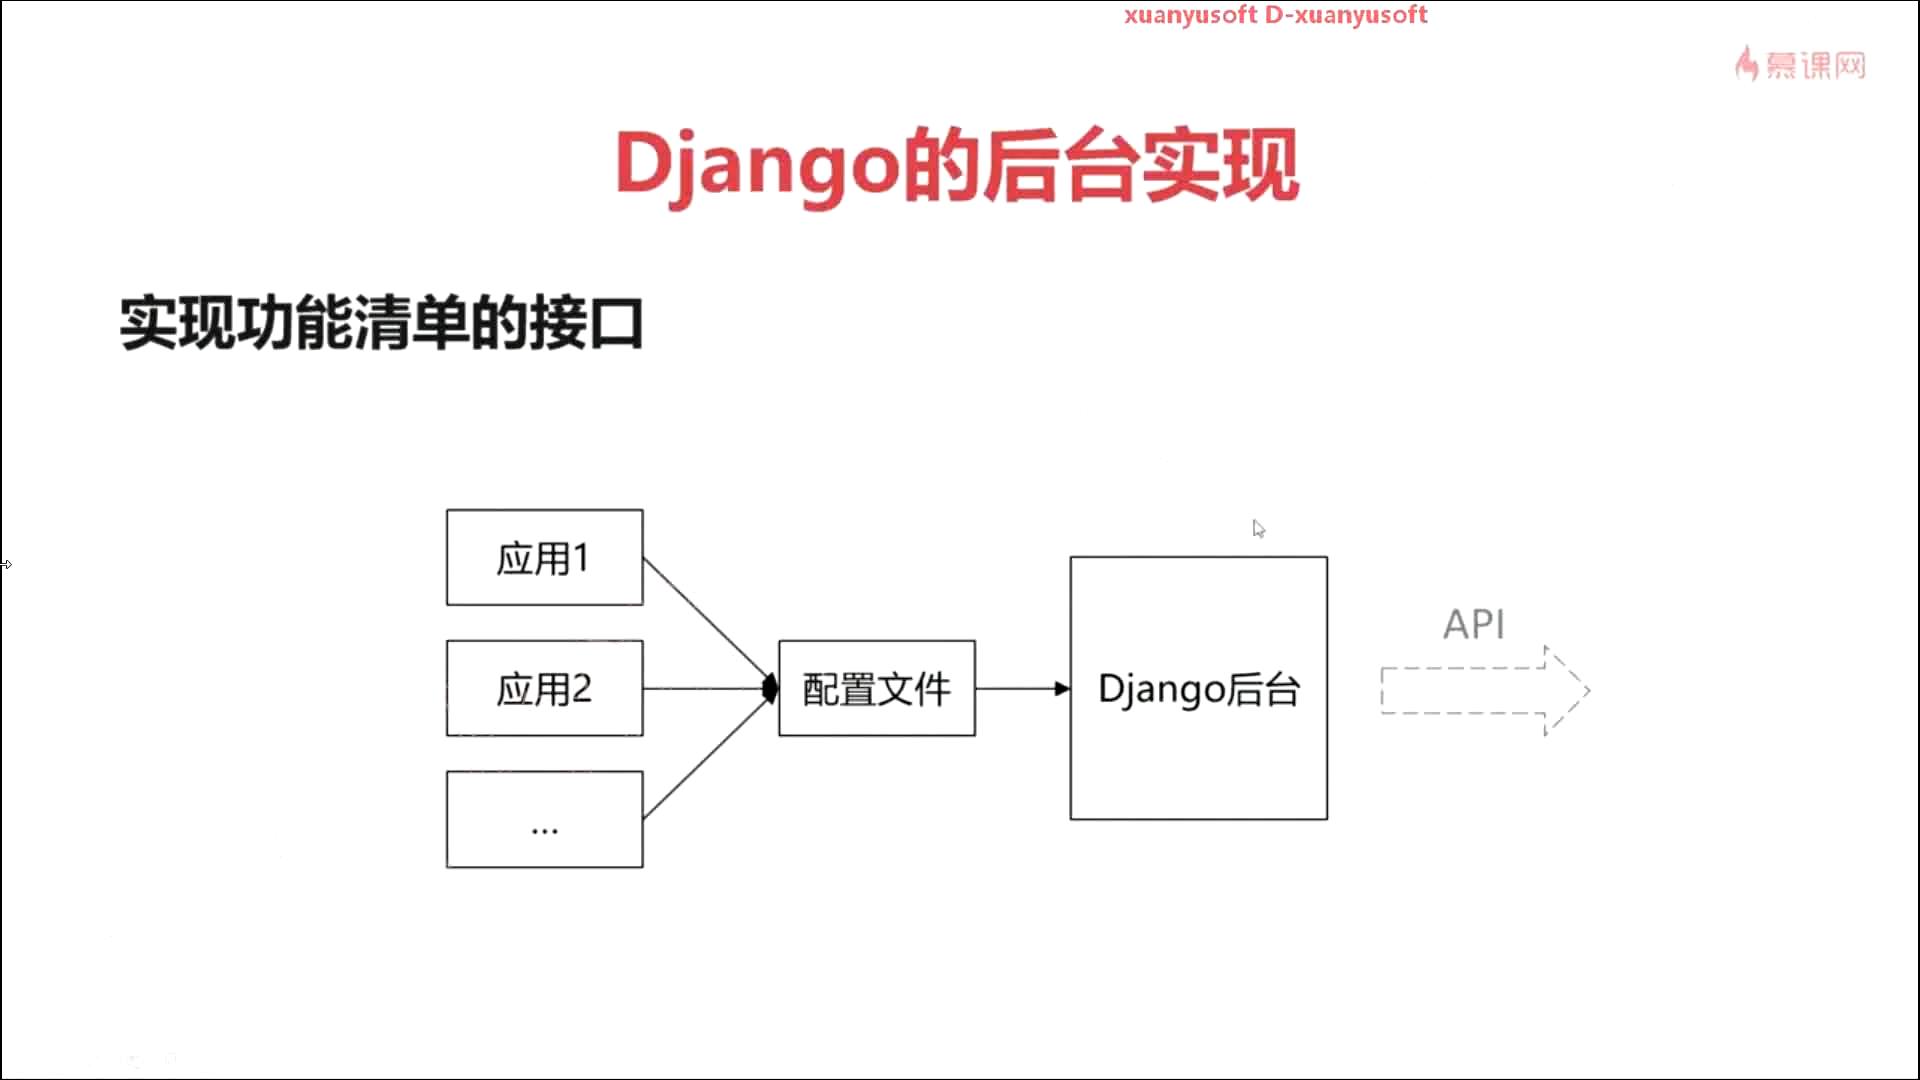 xuanyusoft D-xuanyusoft
慕课网
Django的后台实现
实现功能清单的接口
应用1
应用2
...
配置文件
Django后台
API